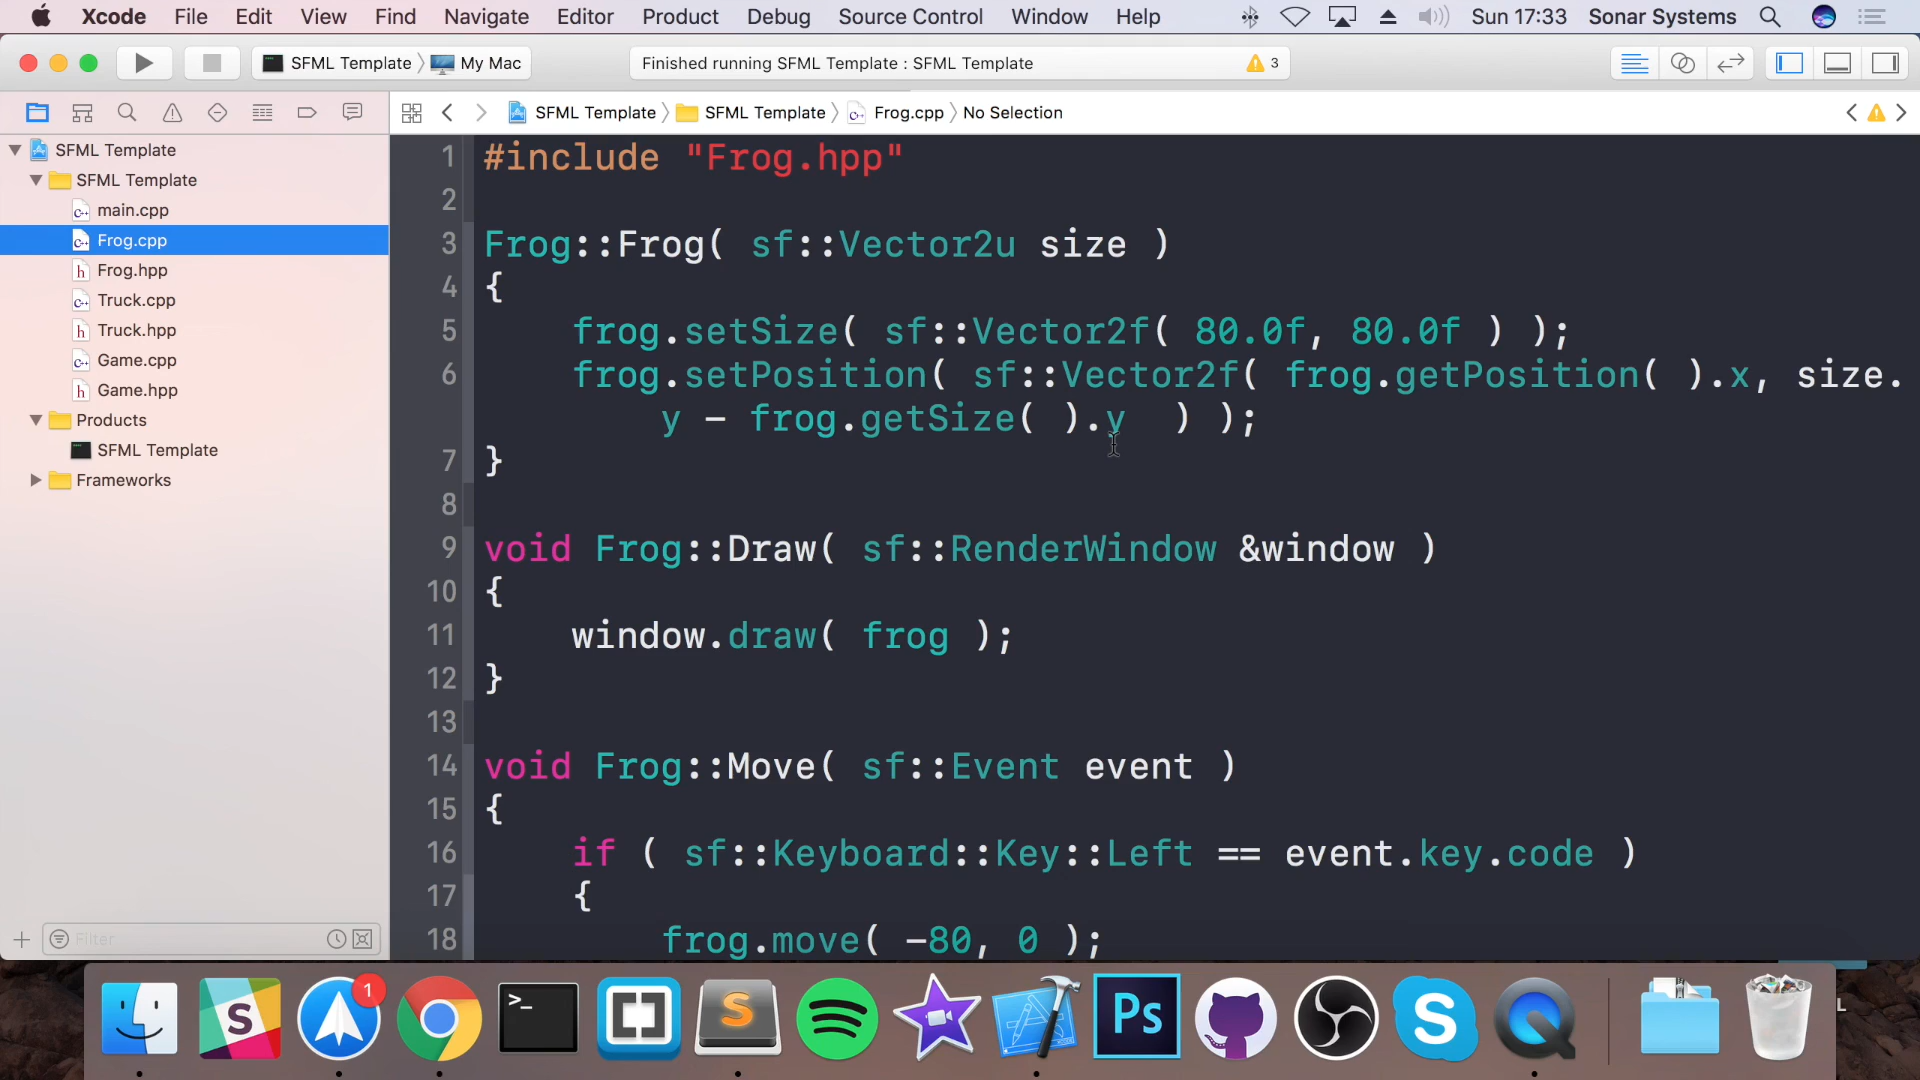 Xcode File Edit View Find Navigate Editor Product Debug Source Control Window Help Sun 17:33 Sonar Systems
SFML Template My Mac Finished running SFML Template : SFML Template 3
SFML Template SFML Template Frog.cpp No Selection
SFML Template
SFML Template
main.cpp
Frog.cpp
Frog.hpp
Truck.cpp
Truck.hpp
Game.cpp
Game.hpp
Products
SFML Template
Frameworks
Filter
1 #include "Frog.hpp"
2
3 Frog::Frog( sf::Vector2u size )
4 {
5 frog.setSize( sf::Vector2f( 80.0f, 80.0f ) );
6 frog.setPosition( sf::Vector2f( frog.getPosition( ).x, size.
y - frog.getSize( ).y ) );
7 }
8
9 void Frog::Draw( sf::RenderWindow &window )
10 {
11 window.draw( frog );
12 }
13
14 void Frog::Move( sf::Event event )
15 {
16 if ( sf::Keyboard::Key::Left == event.key.code )
17 {
18 frog.move( -80, 0 );
1
Ps